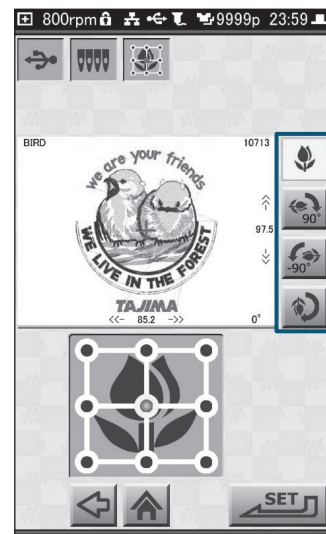 800rpm 9999p 23:59
BIRD 10713
we are your friends
90°
97.5
WE LIVE IN THE FOREST
-90°
TAJIMA
<<- 85.2 ->> 0°
SET